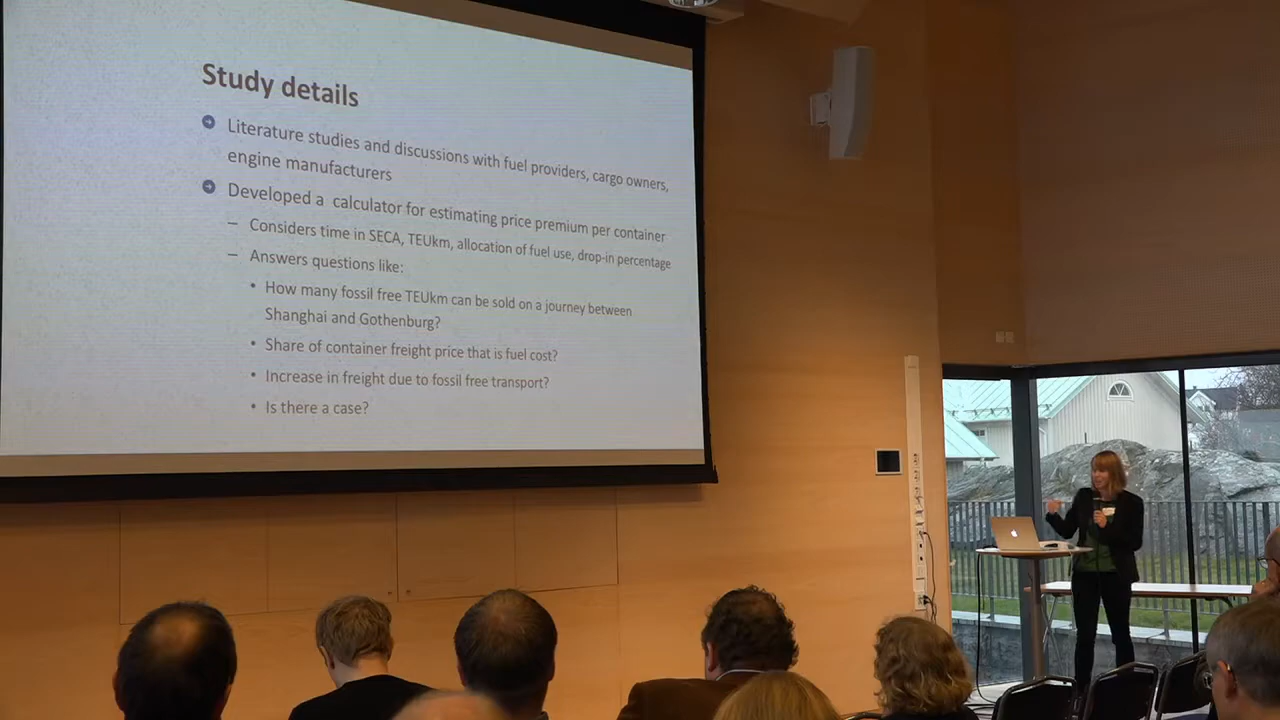 Study details
Literature studies and discussions with fuel providers, cargo owners,
engine manufacturers
Developed a calculator for estimating price premium per container
– Considers time in SECA, TEUkm, allocation of fuel use, drop-in percentage
– Answers questions like:
• How many fossil free TEUkm can be sold on a journey between
Shanghai and Gothenburg?
• Share of container freight price that is fuel cost?
• Increase in freight due to fossil free transport?
• Is there a case?